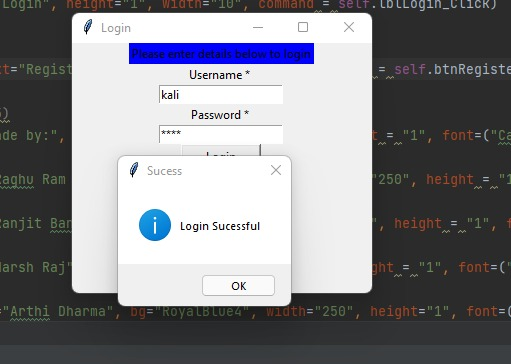 Login", height="1", width="10", command = self.lblLogin_Click)
Login
Please enter details below to login
xt="Regist
= self.btnRegiste
Username *
kali
Password *
****
Login
ade by:",
= "1", font=("Ca
Sucess
Raghu Ram
"250", height = "1
Login Sucessful
Ranjit Ban
height="1", f
Harsh Raj"
t = "1", font=("
OK
="Arthi Dharma", bg="RoyalBlue4", width="250", height="1", font=(